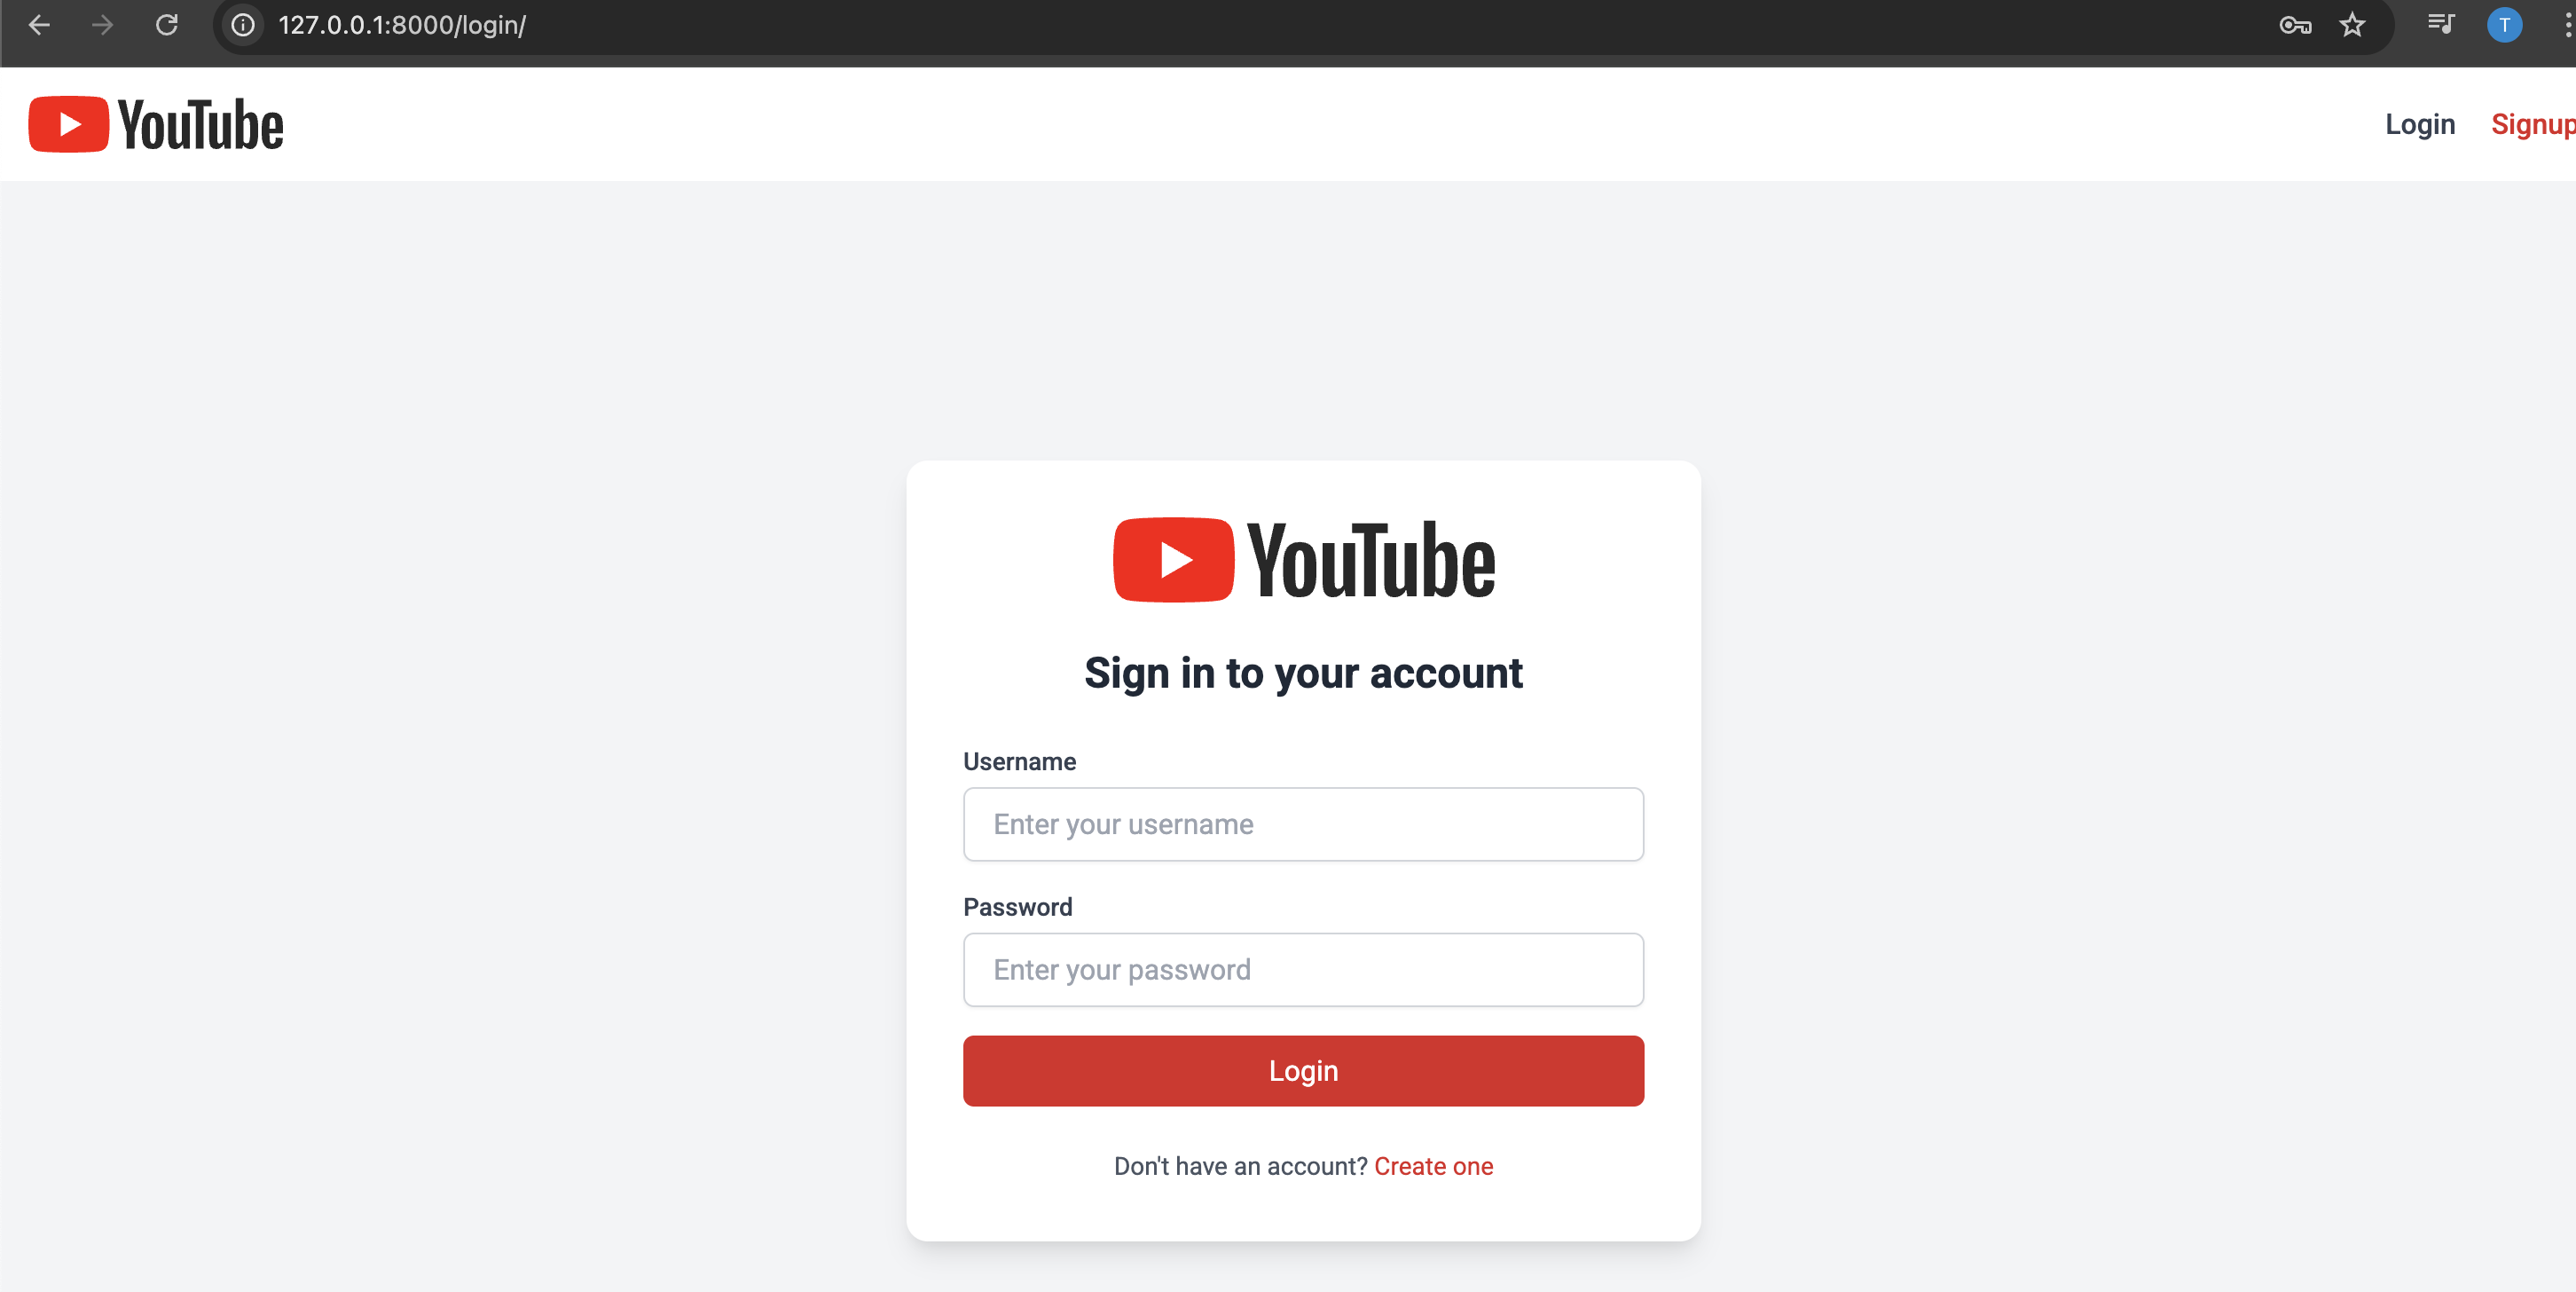 127.0.0.1:8000/login/
T
YouTube
Login Signup
YouTube
Sign in to your account
Username
Enter your username
Password
Enter your password
Login
Don't have an account? Create one